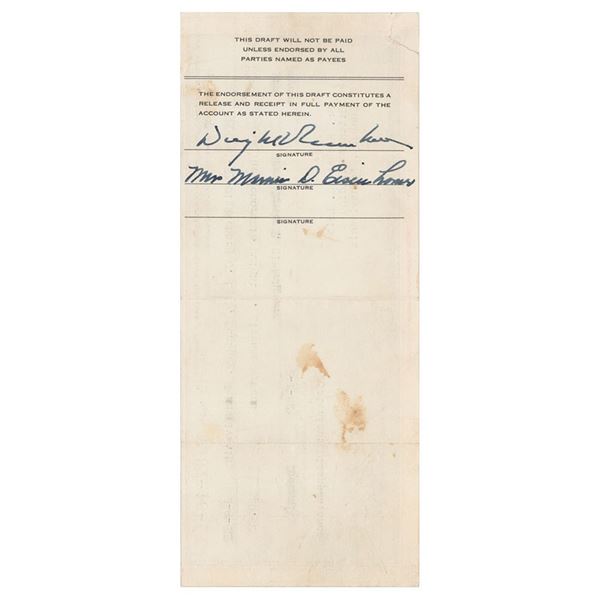 THIS DRAFT WILL NOT BE PAID
UNLESS ENDORSED BY ALL
PARTIES NAMED AS PAYEES
THE ENDORSEMENT OF THIS DRAFT CONSTITUTES A
RELEASE AND RECEIPT IN FULL PAYMENT OF THE
ACCOUNT AS STATED HEREIN.
Dwight D Eisenhower
SIGNATURE
Mrs Mamie D. Eisenhower
SIGNATURE
SIGNATURE